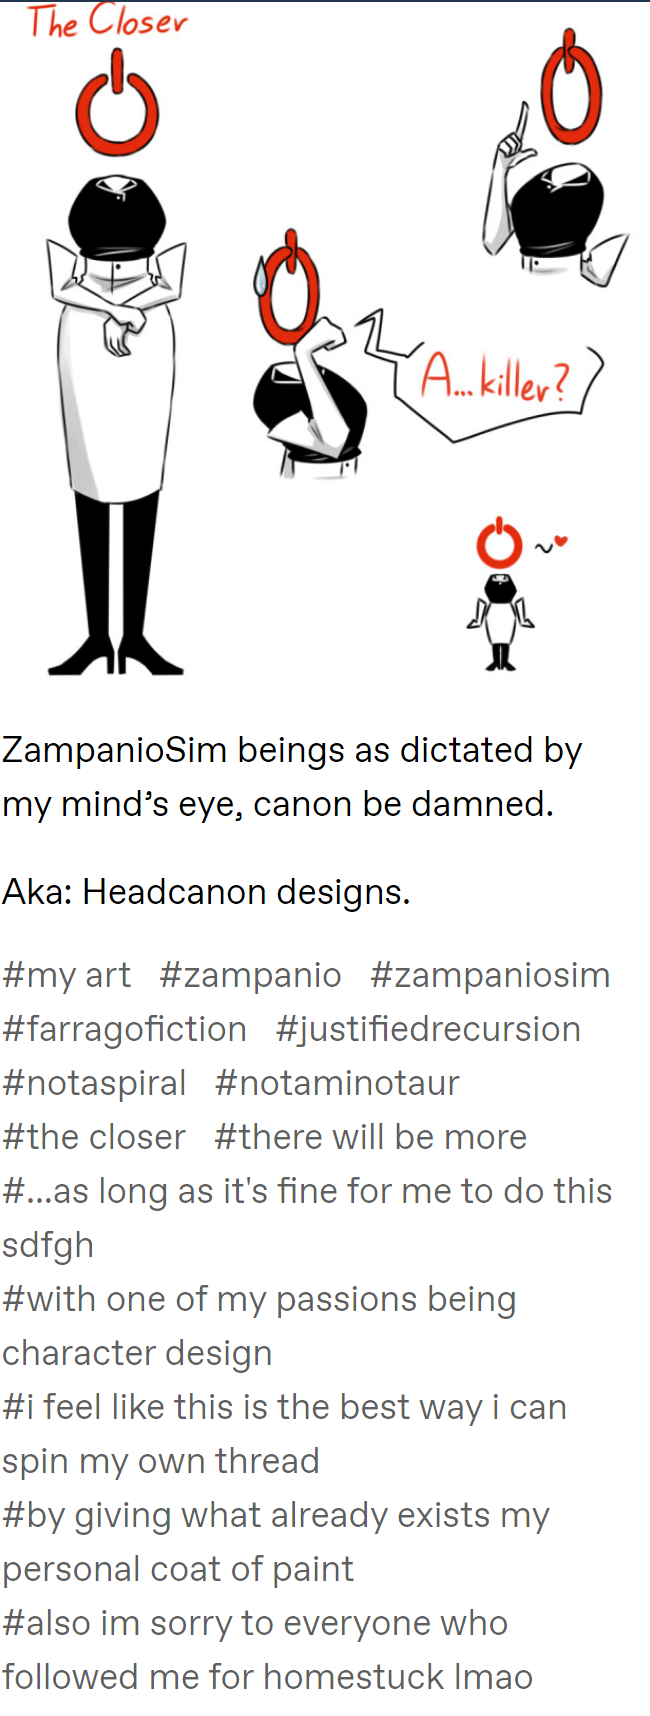 The Closer
A... killer?
ZampanioSim beings as dictated by
my mind’s eye, canon be damned.
Aka: Headcanon designs.
#my art #zampanio #zampaniosim
#farragofiction #justifiedrecursion
#notaspiral #notaminotaur
#the closer #there will be more
#...as long as it's fine for me to do this
sdfgh
#with one of my passions being
character design
#i feel like this is the best way i can
spin my own thread
#by giving what already exists my
personal coat of paint
#also im sorry to everyone who
followed me for homestuck lmao